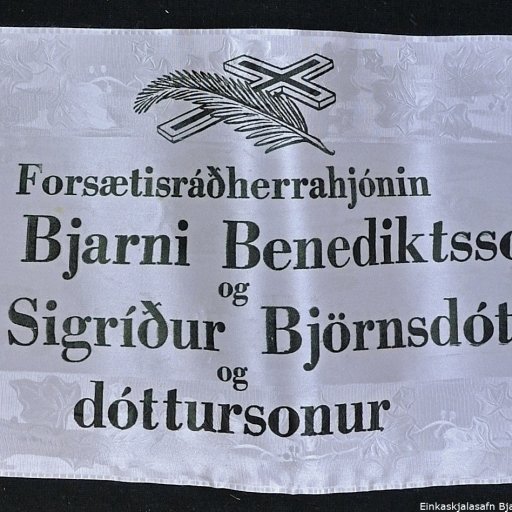 Forsætisráðherrahjónin
Bjarni Benediktsso
og
Sigríður Björnsdót
og
dóttursonur
Einkaskjalasafn Bja